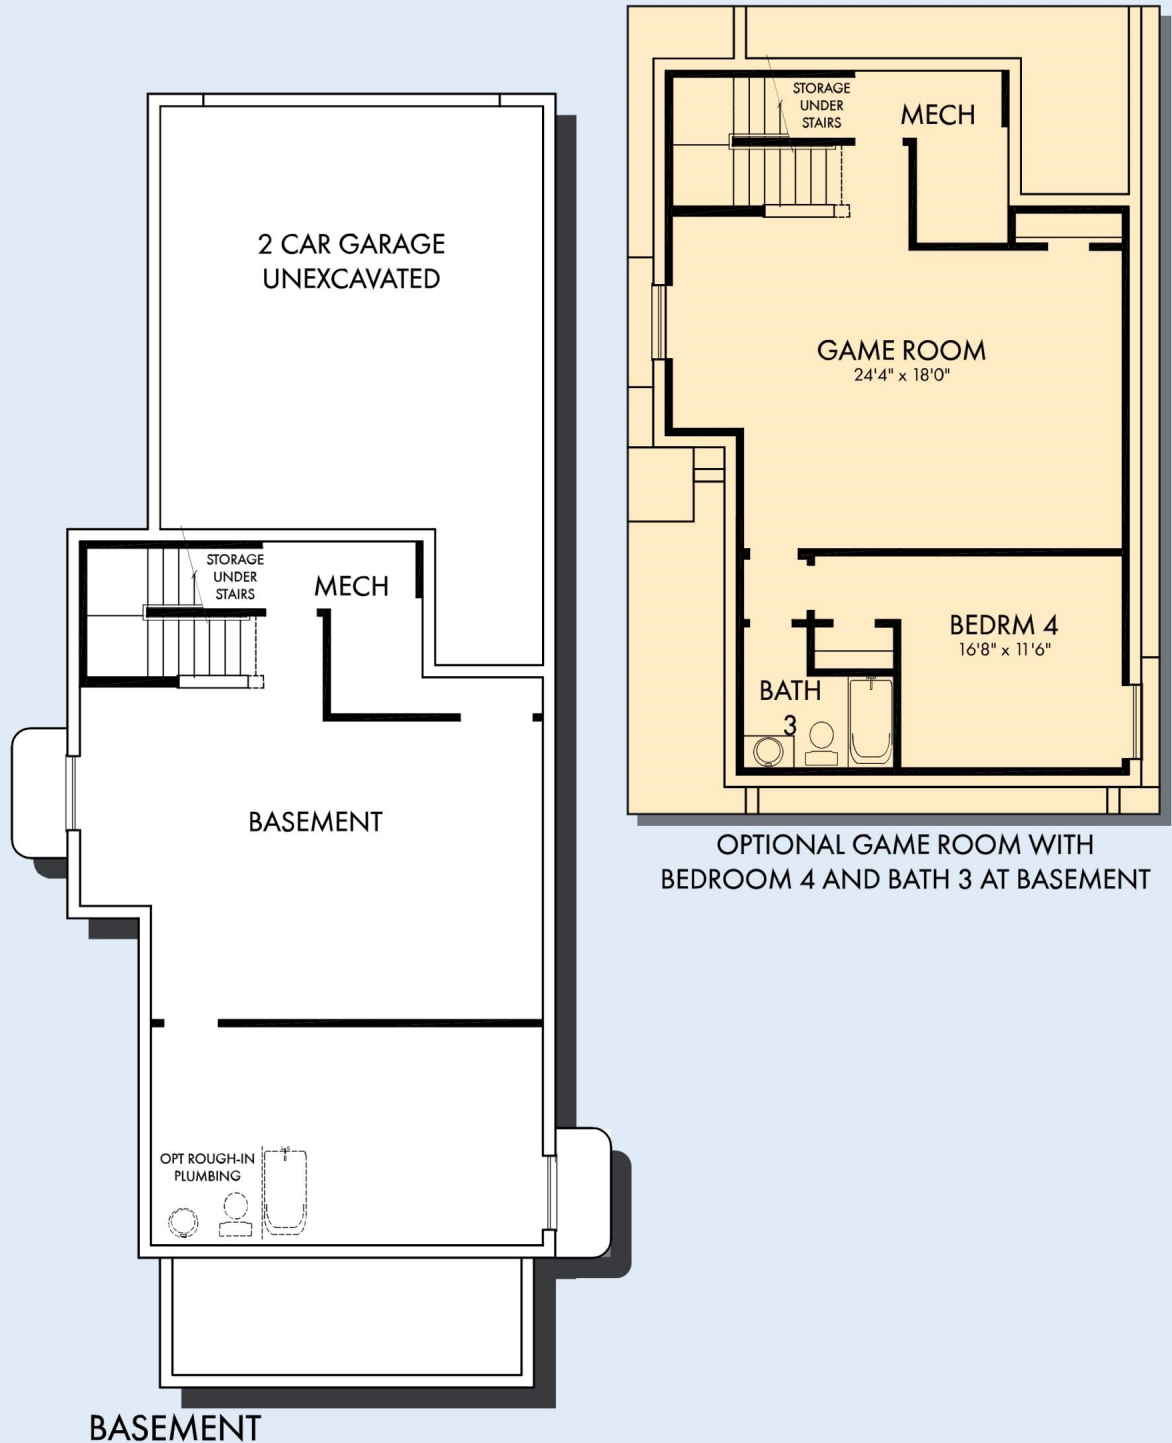 2 CAR GARAGE
UNEXCAVATED
STORAGE
UNDER
STAIRS
MECH
BASEMENT
OPT ROUGH-IN
PLUMBING
BASEMENT
STORAGE
UNDER
STAIRS
MECH
GAME ROOM
24'4" x 18'0"
BEDRM 4
16'8" x 11'6"
BATH
3
OPTIONAL GAME ROOM WITH
BEDROOM 4 AND BATH 3 AT BASEMENT